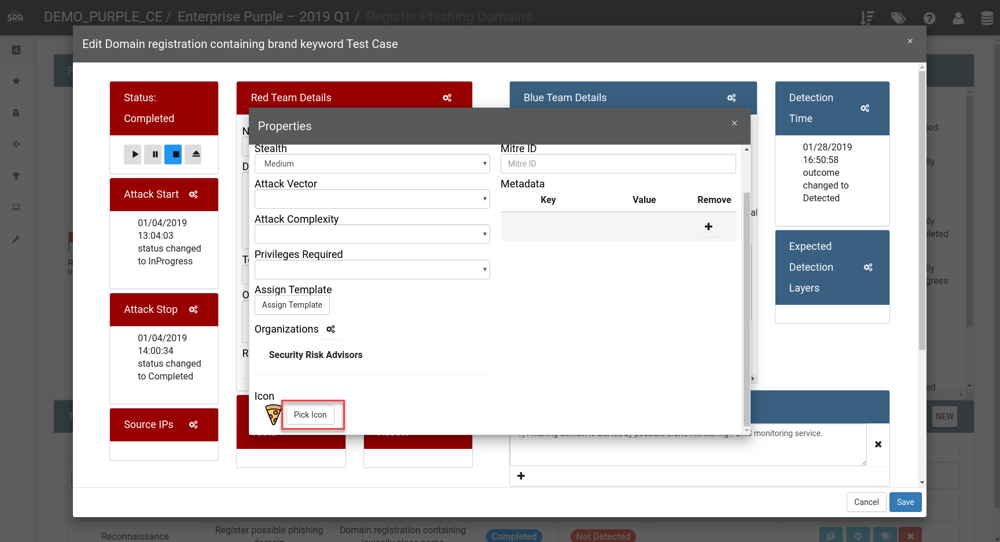 SRA
DEMO_PURPLE_CE / Enterprise Purple – 2019 Q1 / Register Phishing Domains
Edit Domain registration containing brand keyword Test Case
×
Status:
Completed
Red Team Details
Blue Team Details
Detection
Time
01/28/2019
16:50:58
outcome
changed to
Detected
Attack Start
01/04/2019
13:04:03
status changed
to InProgress
Attack Stop
01/04/2019
14:00:34
status changed
to Completed
Source IPs
Expected
Detection
Layers
Properties
×
Stealth
Medium
Attack Vector
Attack Complexity
Privileges Required
Assign Template
Assign Template
Organizations
Security Risk Advisors
Icon
Pick Icon
Mitre ID
Mitre ID
Metadata
Key Value Remove
monitoring service.
NEW
Cancel
Save
Reconnaissance
Register possible phishing
domain
Domain registration containing
Completed
Not Detected